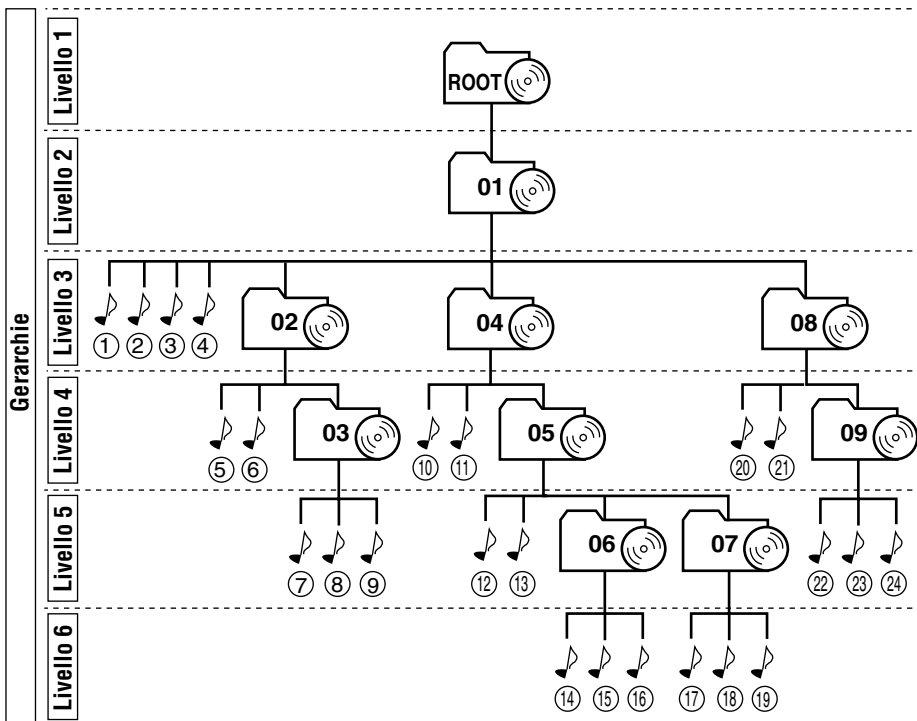 Gerarchie
Livello 1
ROOT
Livello 2
01
Livello 3
① ② ③ ④ 02 04 08
Livello 4
⑤ ⑥ 03 ⑩ ⑪ 05 ⑳ ㉑ 09
Livello 5
⑦ ⑧ ⑨ ⑫ ⑬ 06 07 ㉒ ㉓ ㉔
Livello 6
⑭ ⑮ ⑯ ⑰ ⑱ ⑲